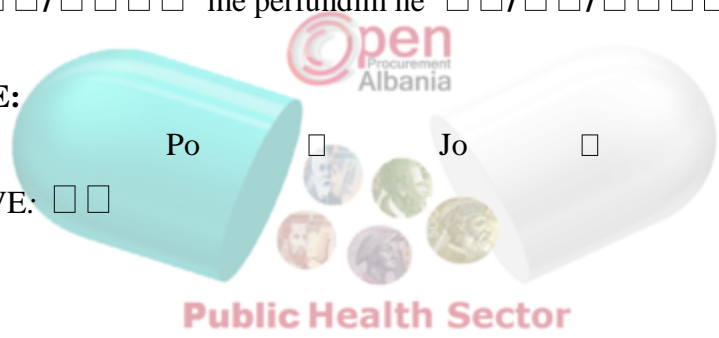 □□/□□□□ me përfundim në □□/□□/□□□□
Open
Procurement
Albania
E:
Po □ Jo □
VE: □□
Public Health Sector